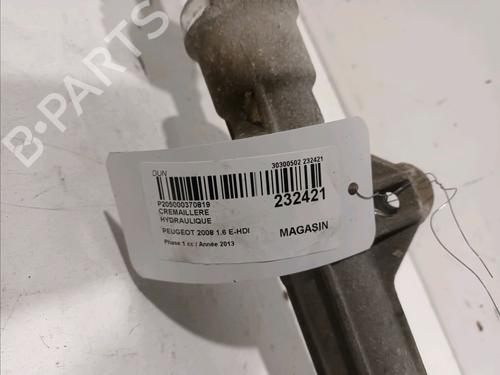 B-PARTS
30300502 232421
DUN
P205000370819
232421
CREMAILLERE
HYDRAULIQUE
PEUGEOT 2008 1.6 E-HDI
MAGASIN
Phase 1 cc / Année 2013